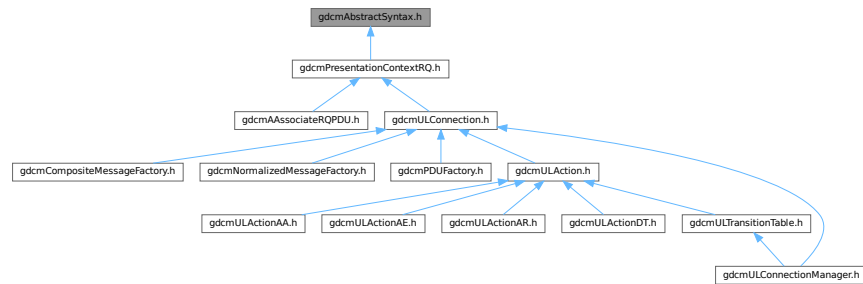 gdcmAbstractSyntax.h
gdcmPresentationContextRQ.h
gdcmAAssociateRQPDU.h
gdcmULConnection.h
gdcmCompositeMessageFactory.h
gdcmNormalizedMessageFactory.h
gdcmPDUFactory.h
gdcmULAction.h
gdcmULActionAA.h
gdcmULActionAE.h
gdcmULActionAR.h
gdcmULActionDT.h
gdcmULTransitionTable.h
gdcmULConnectionManager.h